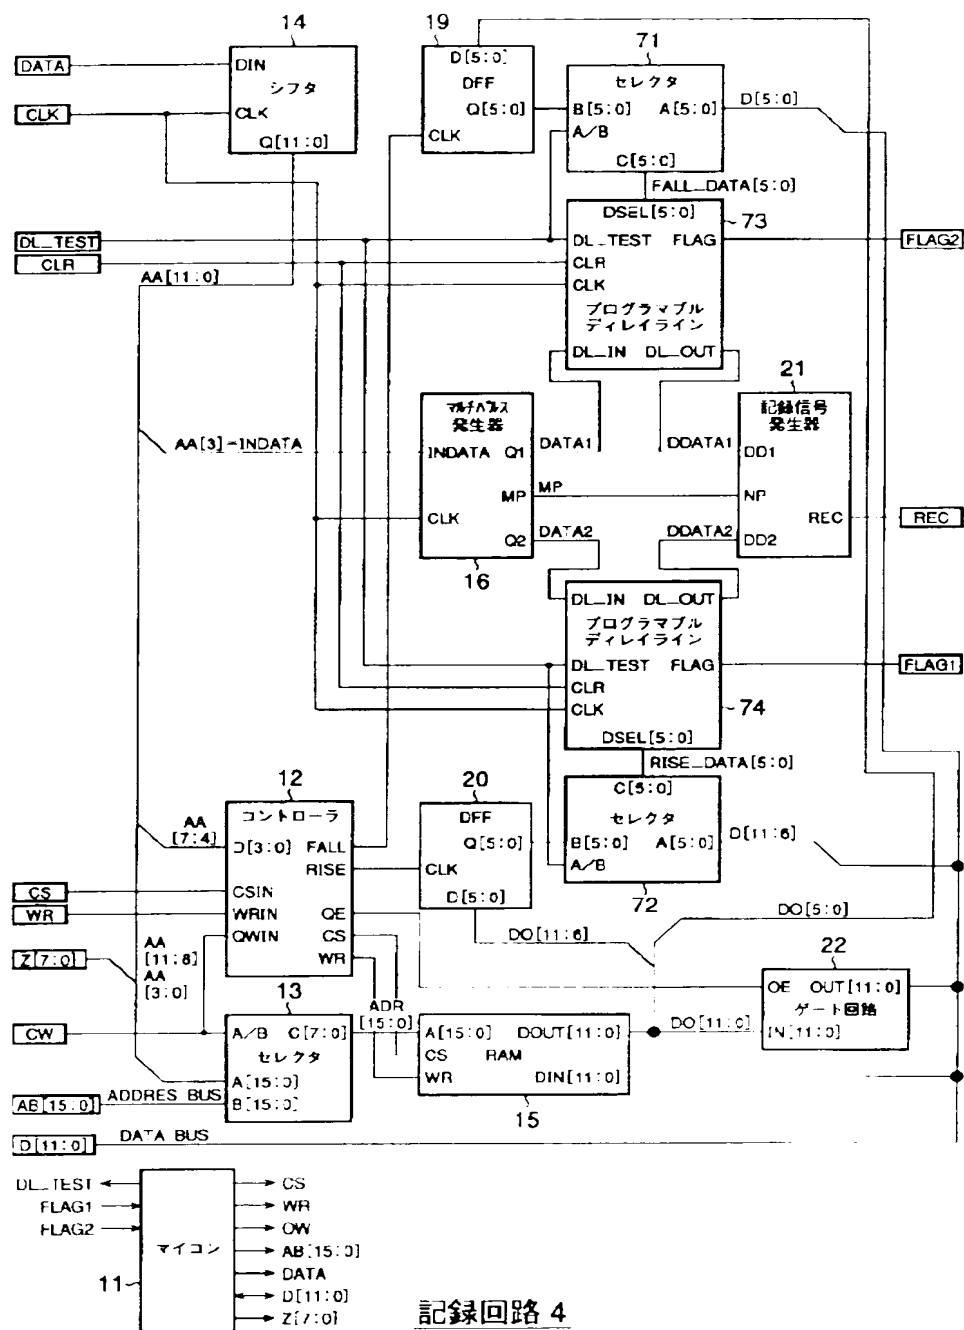 14
19
71
DATA
DIN
シフタ
CLK
CLK
Q[11:0]
D[5:0]
DFF
Q[5:0]
CLK
セレクタ
B[5:0] A[5:0]
A/B
C[5:0]
D[5:0]
FALL_DATA[5:0]
DL_TEST
CLR
AA[11:0]
DSEL[5:0]
73
DL_TEST FLAG
CLR
CLK
プログラマブル
ディレイライン
DL_IN DL_OUT
FLAG2
21
マルチパルス
発生器
記録信号
発生器
AA[3]-INDATA
INDATA Q1
DATA1
DDATA1
DD1
MP
MP
NP
CLK
REC
REC
Q2
DATA2
DDATA2
DD2
16
DL_IN DL_OUT
プログラマブル
ディレイライン
DL_TEST FLAG
FLAG1
CLR
CLK
74
DSEL[5:0]
RISE_DATA[5:0]
12
20
コントローラ
DFF
C[5:0]
セレクタ
AA
[7:4]
D[3:0] FALL
Q[5:0]
B[5:0] A[5:0]
D[11:6]
RISE
CLK
A/B
CS
CSIN
D[5:0]
72
WR
WRIN
OE
QWIN
CS
WR
DO[11:6]
DO[5:0]
Z[7:0]
AA
[11:8]
AA
[3:0]
22
13
ADR
[15:0]
OE OUT[11:0]
ゲート回路
IN[11:0]
CW
A/B C[7:0]
セレクタ
A[15:0]
B[15:0]
A[15:0] DOUT[11:0]
CS RAM
WR DIN[11:0]
DO[11:0]
AB[15:0]
ADDRES BUS
15
D[11:0]
DATA BUS
DL_TEST
FLAG1
FLAG2
マイコン
11
CS
WR
OW
AB[15:0]
DATA
D[11:0]
Z[7:0]
記録回路 4